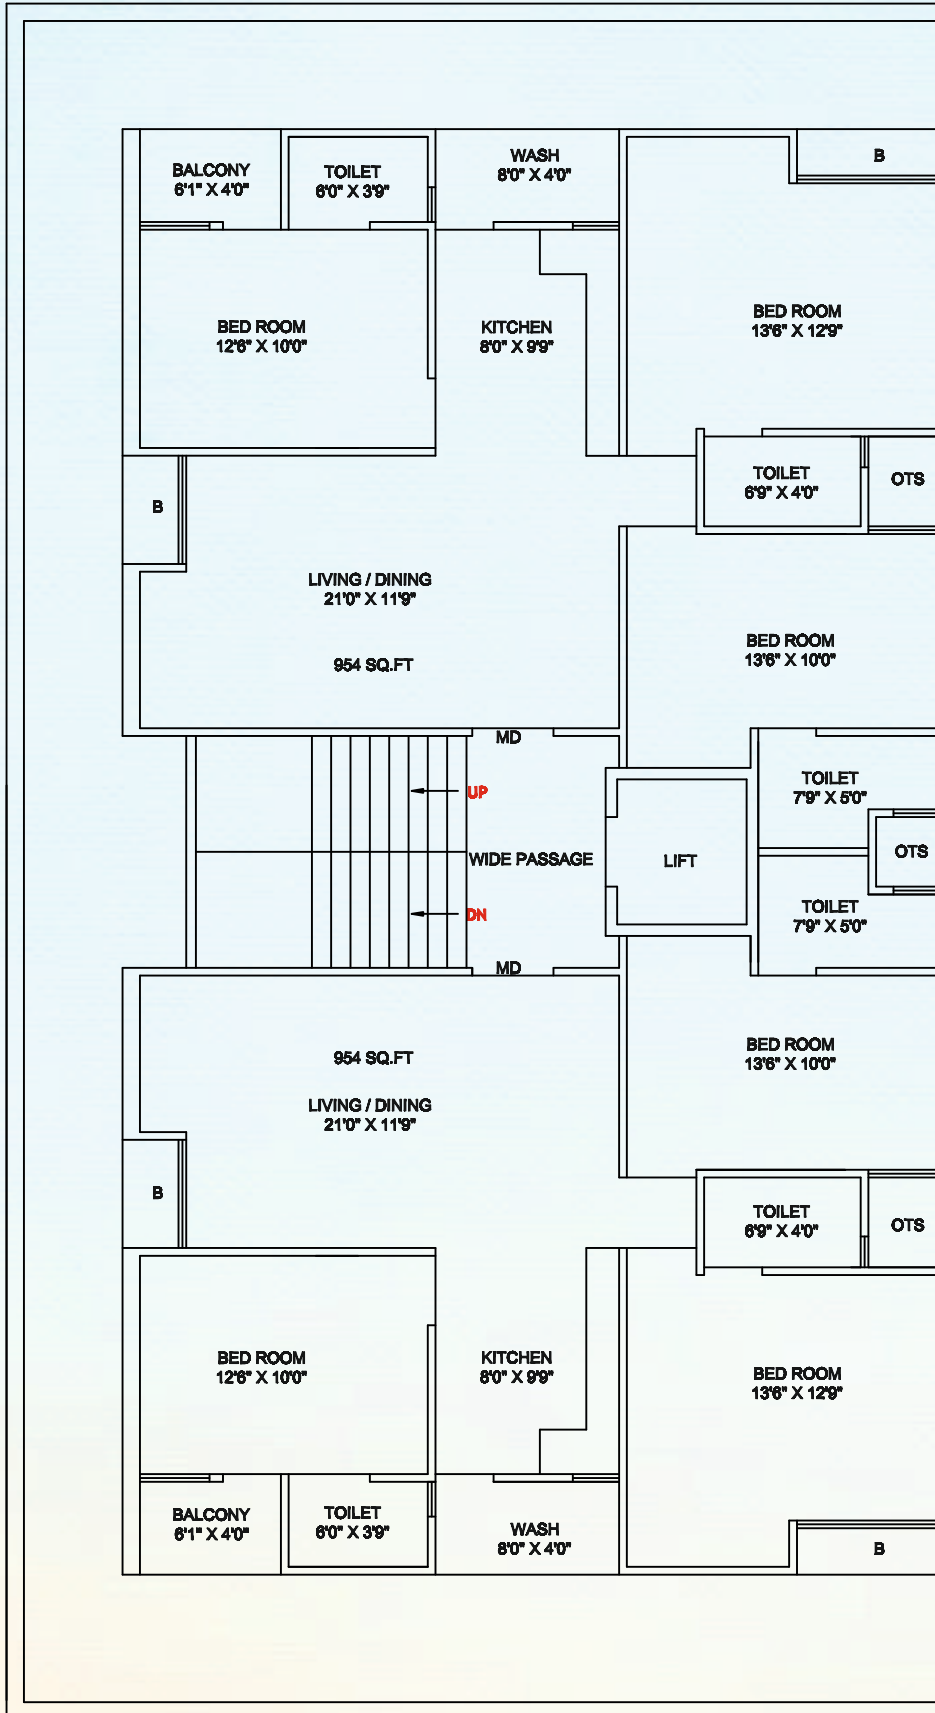 BALCONY
6'1" X 4'0"
TOILET
6'0" X 3'9"
WASH
8'0" X 4'0"
B
BED ROOM
12'6" X 10'0"
KITCHEN
8'0" X 9'9"
BED ROOM
13'6" X 12'9"
TOILET
6'9" X 4'0"
OTS
B
LIVING / DINING
21'0" X 11'9"
954 SQ.FT
BED ROOM
13'6" X 10'0"
MD
UP
TOILET
7'9" X 5'0"
WIDE PASSAGE
LIFT
OTS
DN
TOILET
7'9" X 5'0"
MD
954 SQ.FT
LIVING / DINING
21'0" X 11'9"
BED ROOM
13'6" X 10'0"
B
TOILET
6'9" X 4'0"
OTS
BED ROOM
12'6" X 10'0"
KITCHEN
8'0" X 9'9"
BED ROOM
13'6" X 12'9"
BALCONY
6'1" X 4'0"
TOILET
6'0" X 3'9"
WASH
8'0" X 4'0"
B